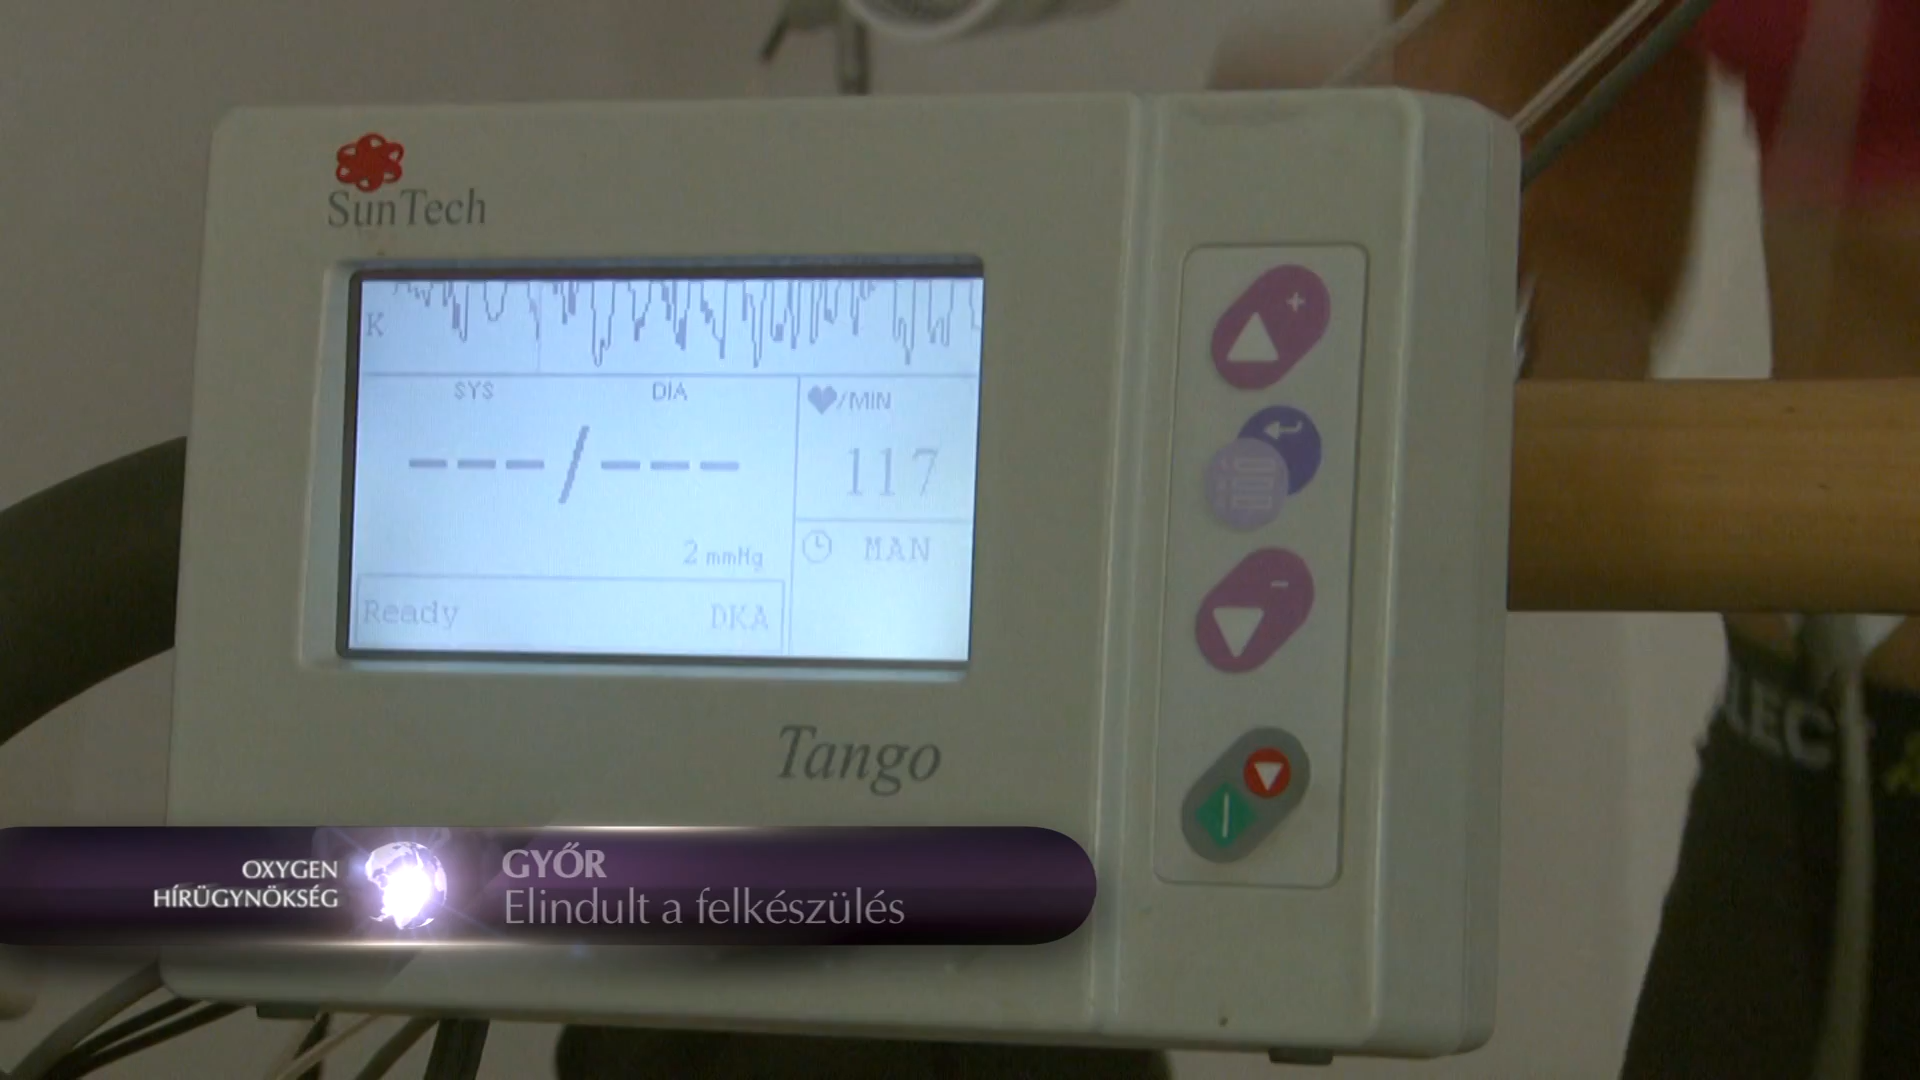 SunTech
K
SYS DIA
/MIN
--- / ---
117
2 mmHg
MAN
Ready DKA
Tango
OXYGEN
HÍRÜGYNÖKSÉG
GYŐR
Elindult a felkészülés